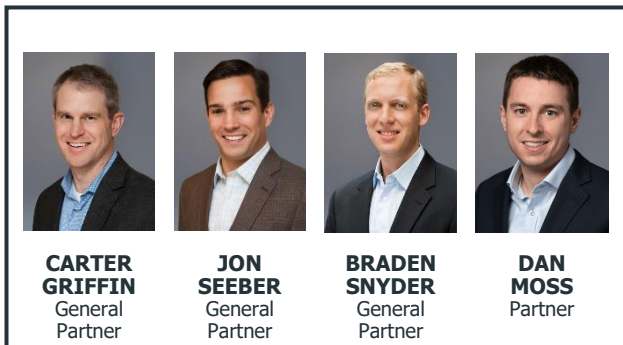 CARTER
GRIFFIN
General
Partner
JON
SEEBER
General
Partner
BRADEN
SNYDER
General
Partner
DAN
MOSS
Partner